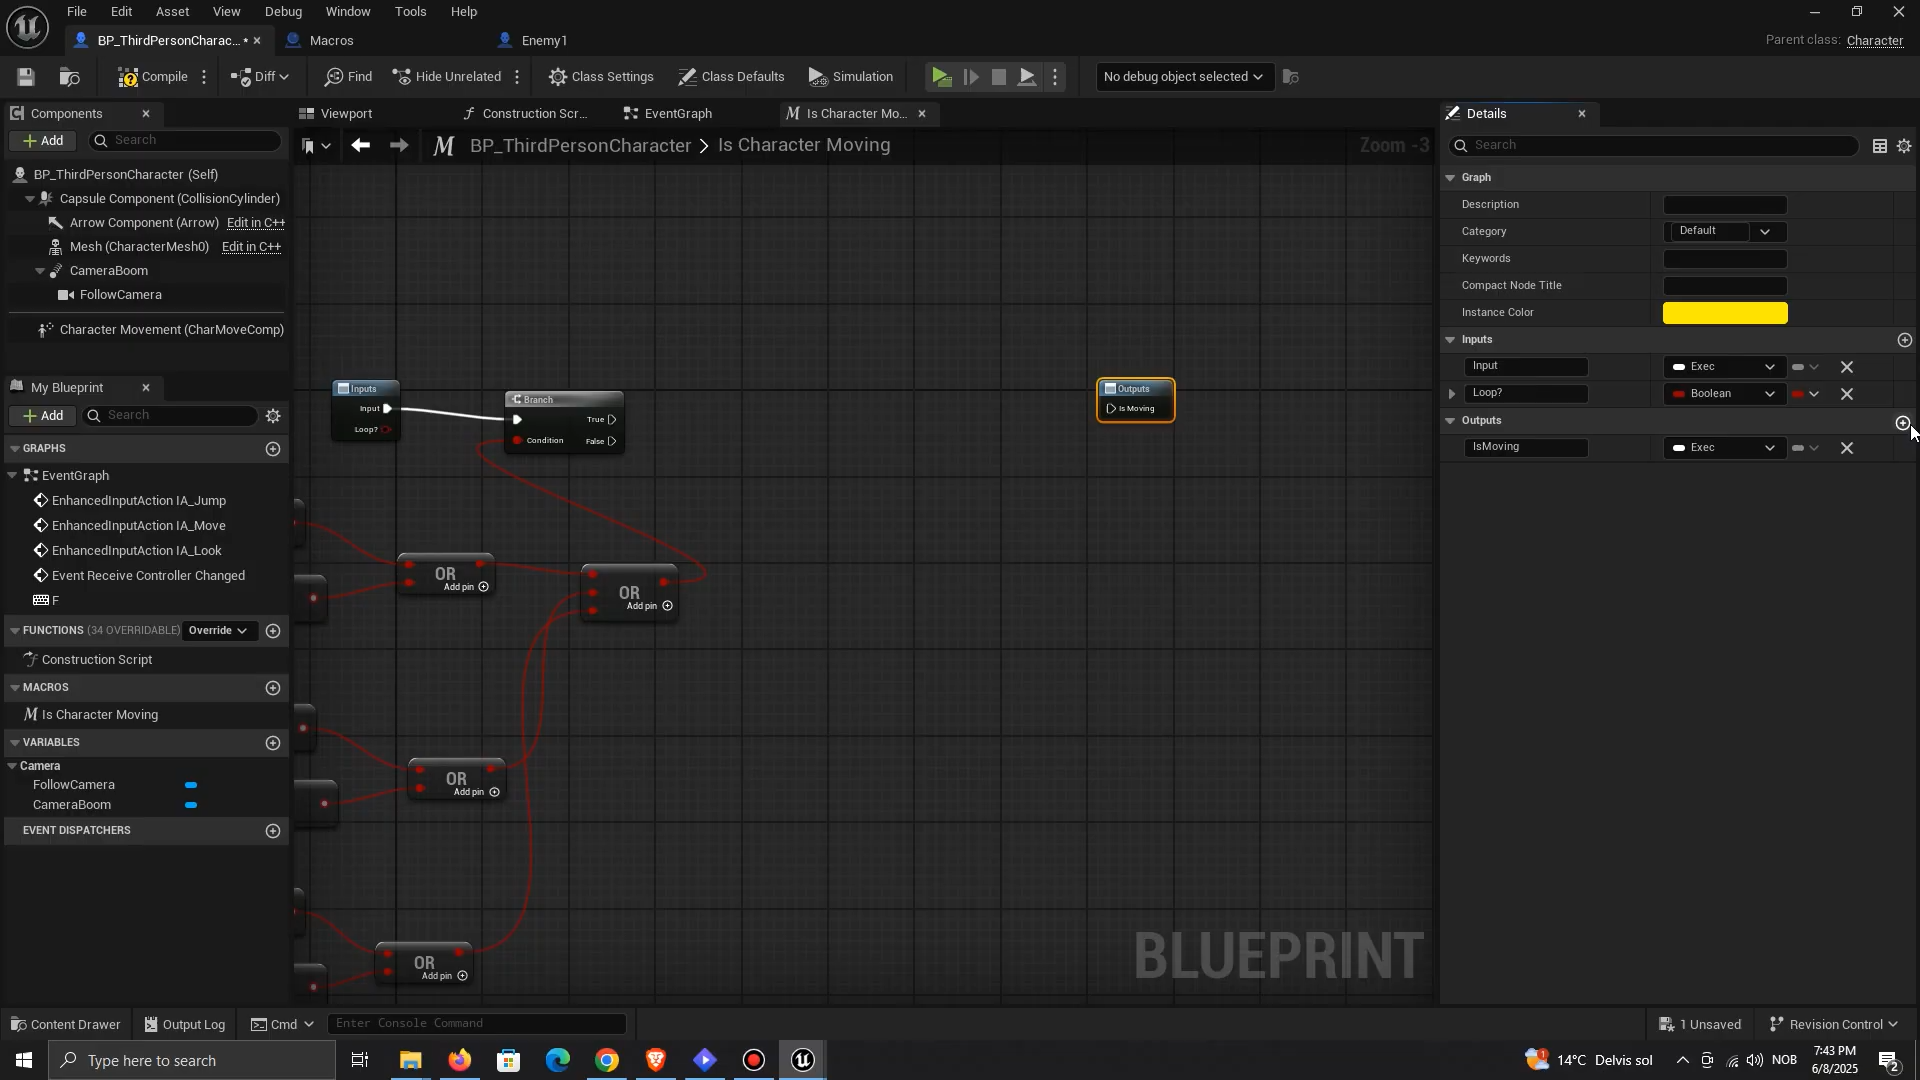 File Edit Asset View Debug Window Tools Help
BP_ThirdPersonCharac... • Macros Enemy1
Parent class: Character
Compile Diff Find Hide Unrelated Class Settings Class Defaults Simulation No debug object selected
Components
Viewport Construction Scr... EventGraph Is Character Mo...
Details
Add Search
BP_ThirdPersonCharacter > Is Character Moving Zoom -3
Search
BP_ThirdPersonCharacter (Self)
Capsule Component (CollisionCylinder)
Arrow Component (Arrow) Edit in C++
Mesh (CharacterMesh0) Edit in C++
CameraBoom
FollowCamera
Character Movement (CharMoveComp)
My Blueprint
Add Search
GRAPHS
EventGraph
EnhancedInputAction IA_Jump
EnhancedInputAction IA_Move
EnhancedInputAction IA_Look
Event Receive Controller Changed
F
FUNCTIONS (34 OVERRIDABLE) Override
Construction Script
MACROS
Is Character Moving
VARIABLES
Camera
FollowCamera
CameraBoom
EVENT DISPATCHERS
Inputs
Input
Loop?
Branch
True
Condition False
Outputs
Is Moving
OR
Add pin
OR
Add pin
OR
Add pin
OR
Add pin
BLUEPRINT
Graph
Description
Category Default
Keywords
Compact Node Title
Instance Color
Inputs
Input Exec
Loop? Boolean
Outputs
IsMoving Exec
Content Drawer Output Log Cmd Enter Console Command 1 Unsaved Revision Control
Type here to search
1 14°C Delvis sol NOB
7:43 PM
6/8/2025
2